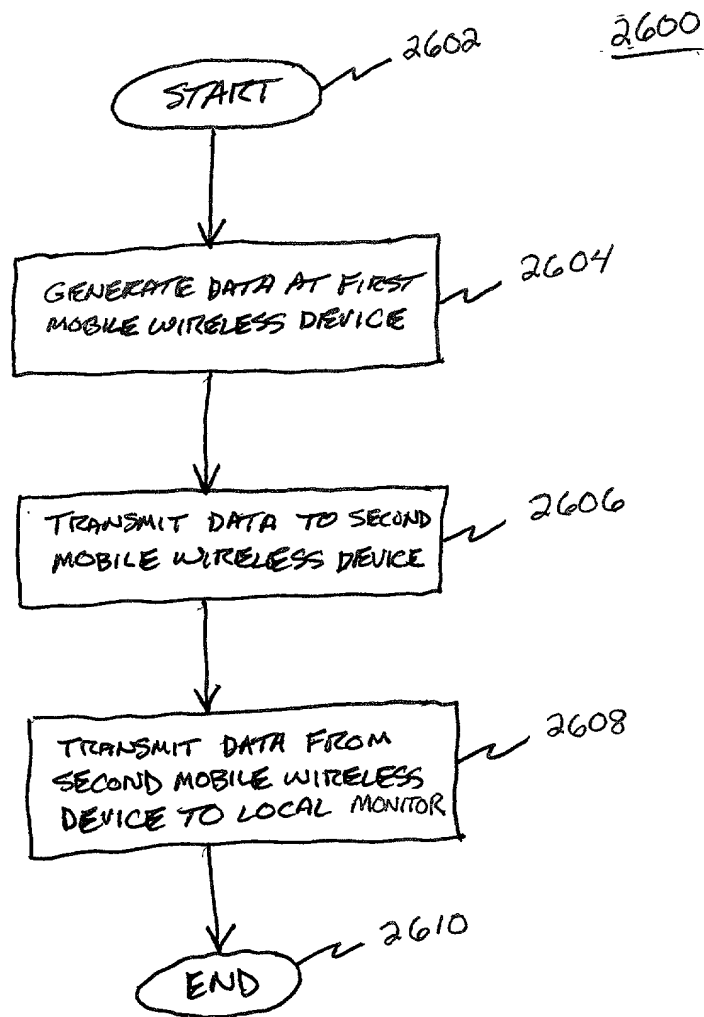 2600
2602
START
2604
GENERATE DATA AT FIRST
MOBILE WIRELESS DEVICE
2606
TRANSMIT DATA TO SECOND
MOBILE WIRELESS DEVICE
2608
TRANSMIT DATA FROM
SECOND MOBILE WIRELESS
DEVICE TO LOCAL MONITOR
2610
END